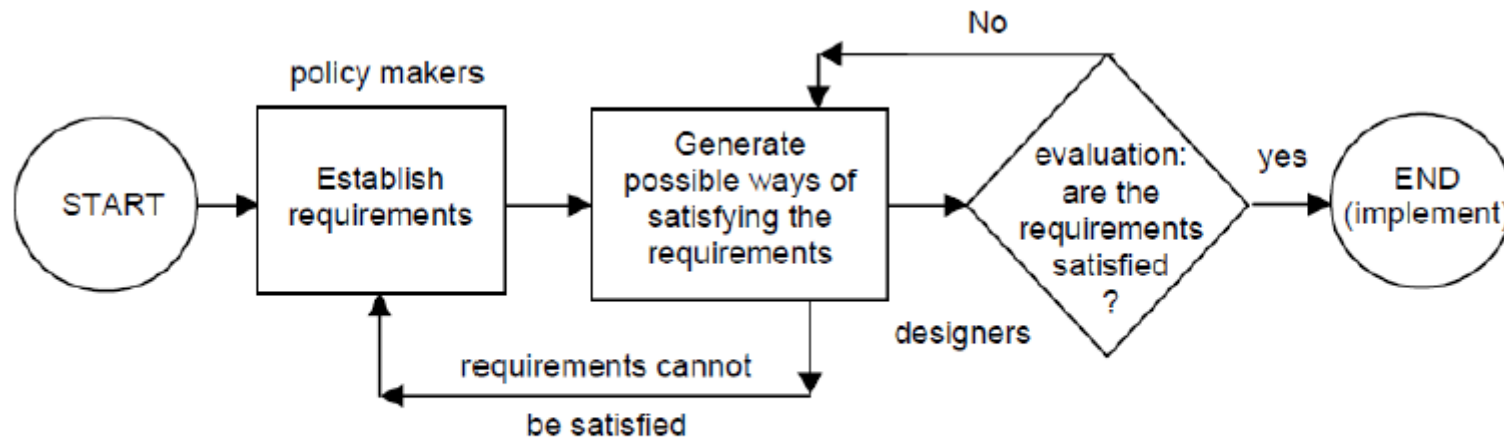 START
policy makers
Establish
requirements
Generate
possible ways of
satisfying the
requirements
requirements cannot
be satisfied
designers
No
evaluation:
are the
requirements
satisfied
?
yes
END
(implement)